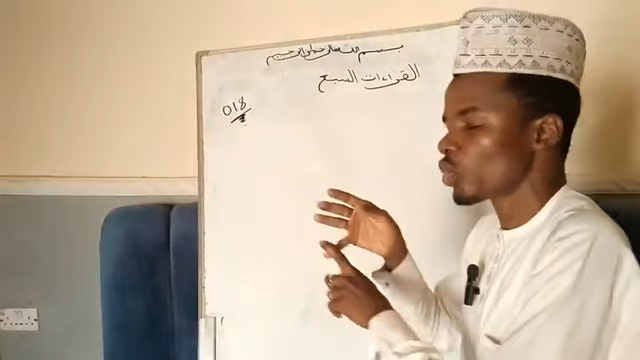 بسم الله الرحمن الرحيم
القراءات السبع
018